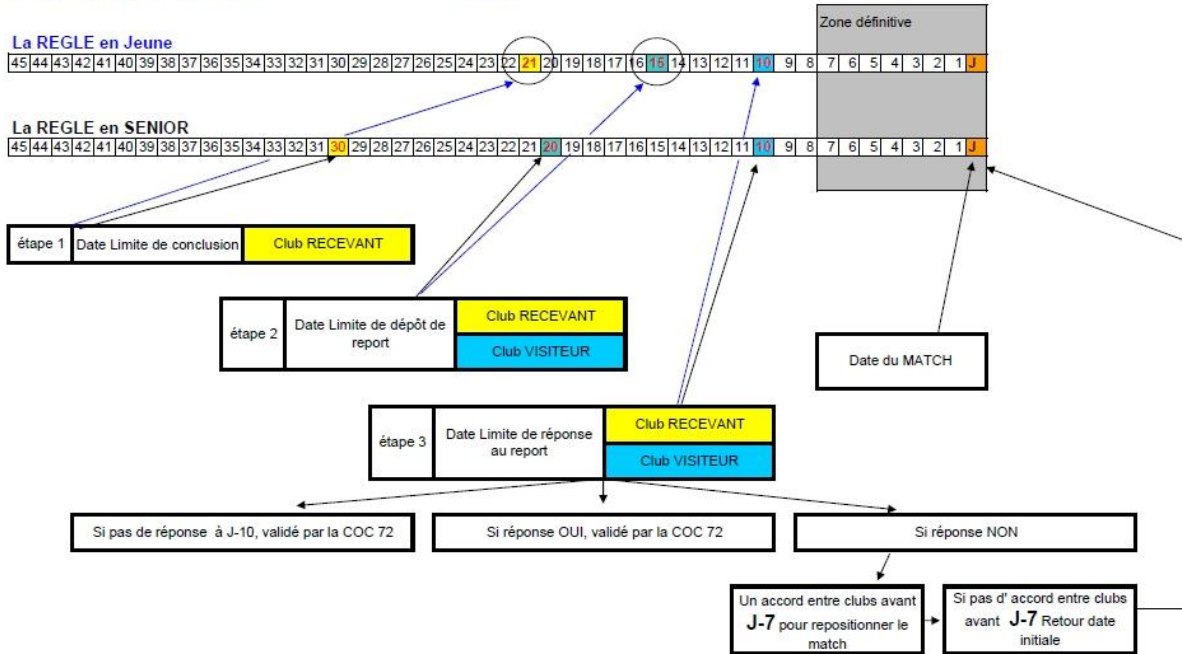 Zone définitive
La REGLE en Jeune
45 44 43 42 41 40 39 38 37 36 35 34 33 32 31 30 29 28 27 26 25 24 23 22 21 20 19 18 17 16 15 14 13 12 11 10 9 8 7 6 5 4 3 2 1 J
La REGLE en SENIOR
45 44 43 42 41 40 39 38 37 36 35 34 33 32 31 30 29 28 27 26 25 24 23 22 21 20 19 18 17 16 15 14 13 12 11 10 9 8 7 6 5 4 3 2 1 J
étape 1
Date Limite de conclusion
Club RECEVANT
étape 2
Date Limite de dépôt de
report
Club RECEVANT
Club VISITEUR
Date du MATCH
étape 3
Date Limite de réponse
au report
Club RECEVANT
Club VISITEUR
Si pas de réponse à J-10, validé par la COC 72
Si réponse OUI, validé par la COC 72
Si réponse NON
Un accord entre clubs avant
J-7 pour repositionner le
match
Si pas d' accord entre clubs
avant J-7 Retour date
initiale